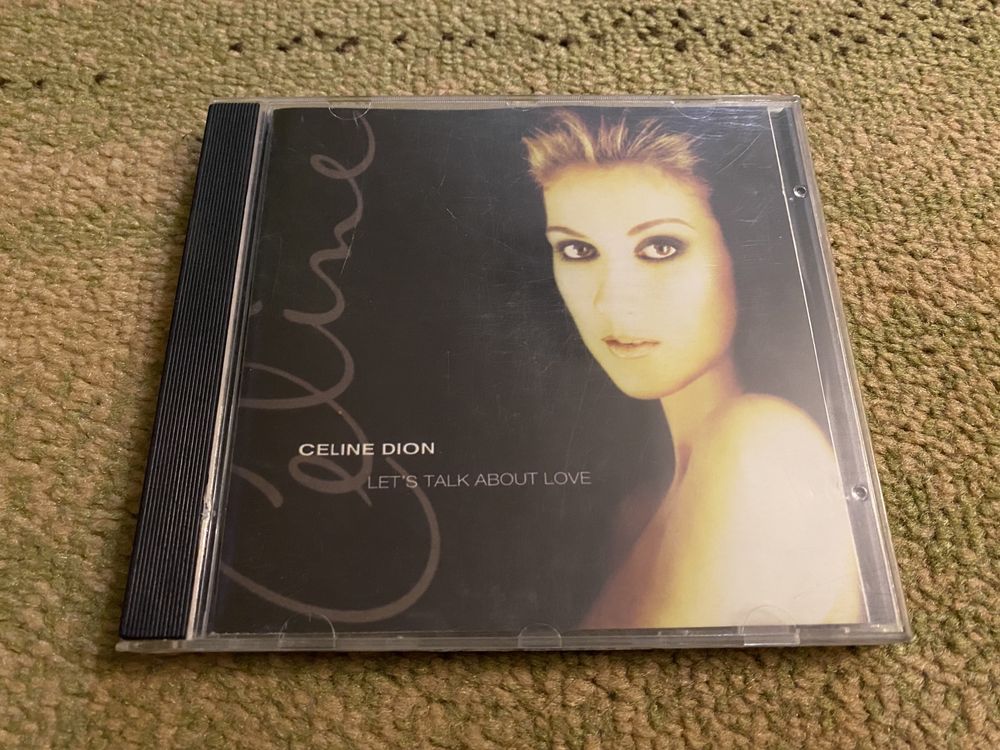 Céline
CELINE DION
LET'S TALK ABOUT LOVE